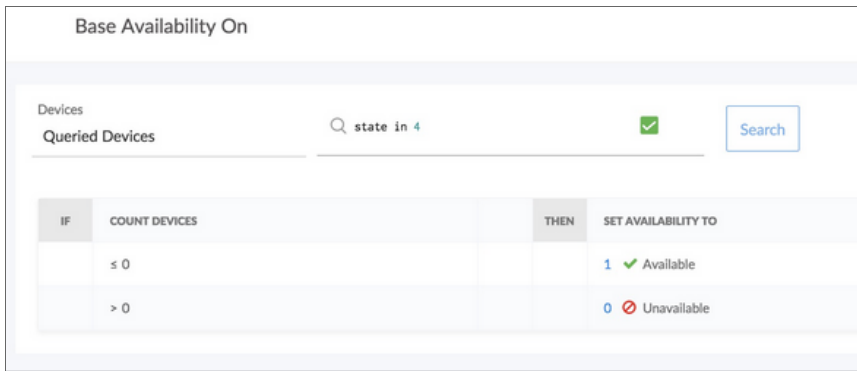 Base Availability On
Devices
Queried Devices
state in 4
Search
IF COUNT DEVICES THEN SET AVAILABILITY TO
≤ 0 1 Available
> 0 0 Unavailable